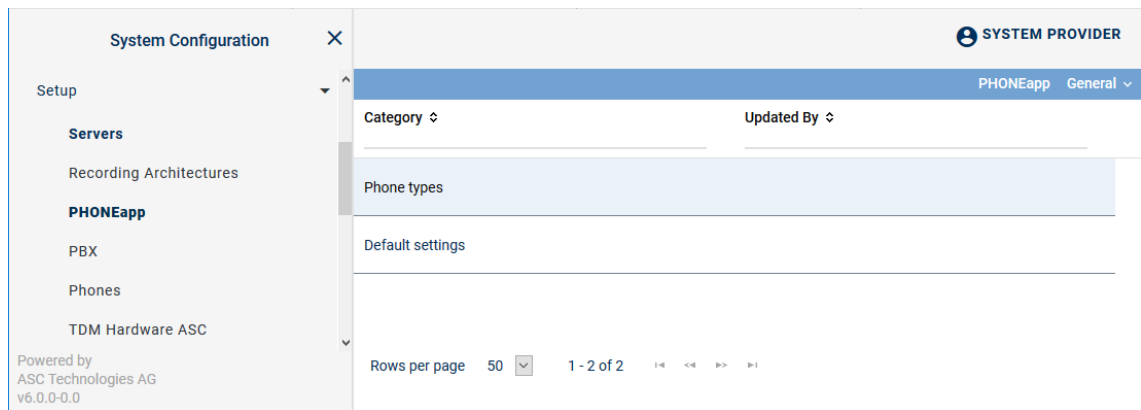 System Configuration
SYSTEM PROVIDER
Setup
PHONEapp General
Category
Updated By
Servers
Recording Architectures
Phone types
PHONEapp
PBX
Default settings
Phones
TDM Hardware ASC
Powered by
ASC Technologies AG
v6.0.0-0.0
Rows per page 50 1 - 2 of 2